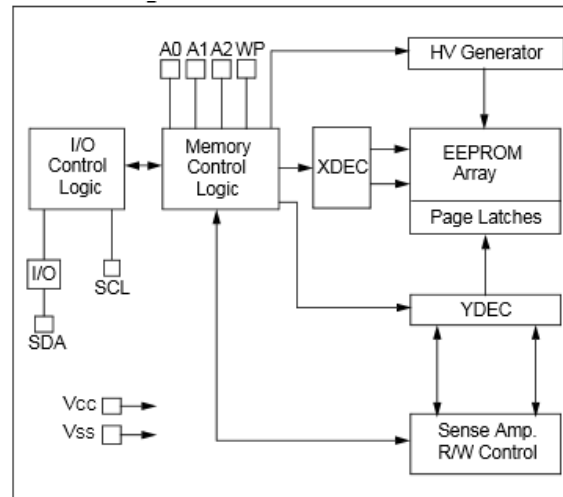 A0 A1 A2 WP
HV Generator
I/O
Control
Logic
Memory
Control
Logic
XDEC
EEPROM
Array
Page Latches
I/O
SCL
SDA
YDEC
Vcc
Vss
Sense Amp.
R/W Control